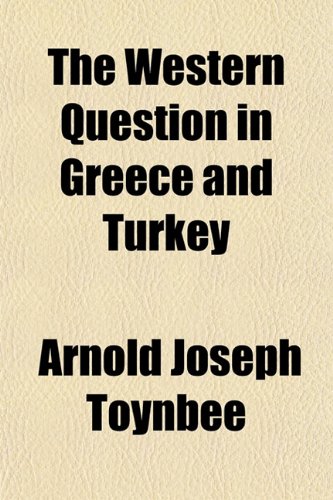 The Western
Question in
Greece and
Turkey
Arnold Joseph
Toynbee